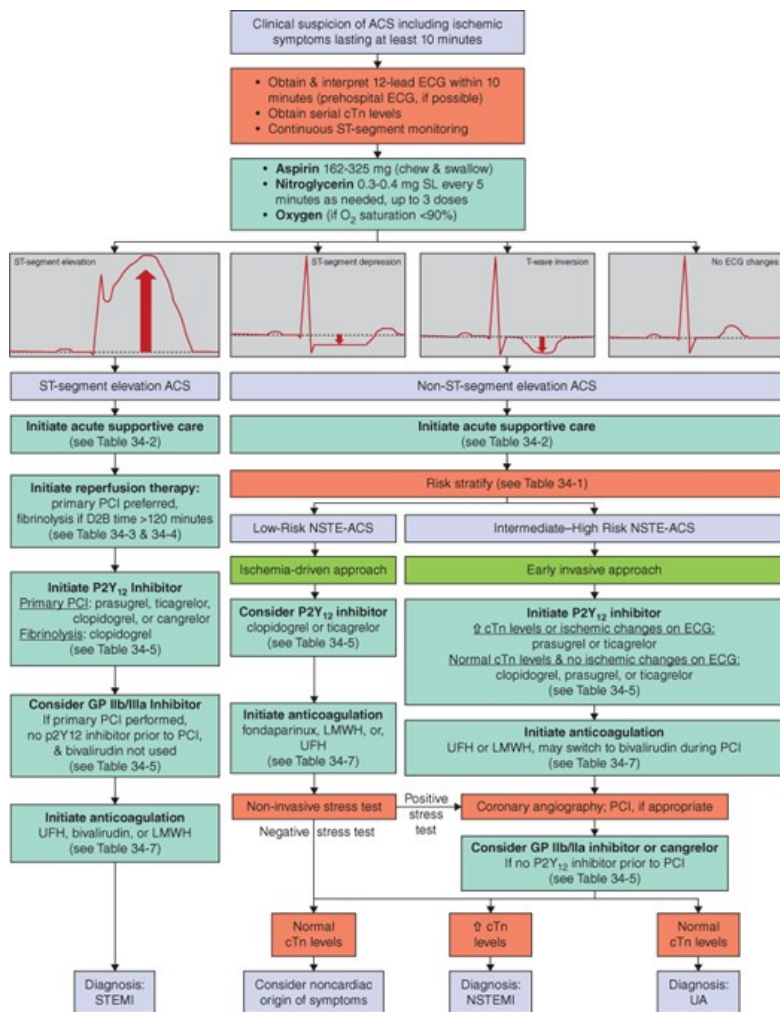 Clinical suspicion of ACS including ischemic
symptoms lasting at least 10 minutes
• Obtain & interpret 12-lead ECG within 10
minutes (prehospital ECG, if possible)
• Obtain serial cTn levels
• Continuous ST-segment monitoring
• Aspirin 162-325 mg (chew & swallow)
• Nitroglycerin 0.3-0.4 mg SL every 5
minutes as needed, up to 3 doses
• Oxygen (if O₂ saturation <90%)
ST-segment elevation
ST-segment depression
T-wave inversion
No ECG changes
ST-segment elevation ACS
Non-ST-segment elevation ACS
Initiate acute supportive care
(see Table 34-2)
Initiate acute supportive care
(see Table 34-2)
Initiate reperfusion therapy:
primary PCI preferred,
fibrinolysis if D2B time >120 minutes
(see Table 34-3 & 34-4)
Risk stratify (see Table 34-1)
Low-Risk NSTE-ACS
Intermediate–High Risk NSTE-ACS
Ischemia-driven approach
Early invasive approach
Initiate P2Y₁₂ Inhibitor
Primary PCI: prasugrel, ticagrelor,
clopidogrel, or cangrelor
Fibrinolysis: clopidogrel
(see Table 34-5)
Consider P2Y₁₂ inhibitor
clopidogrel or ticagrelor
(see Table 34-5)
Initiate P2Y₁₂ inhibitor
⇧ cTn levels or ischemic changes on ECG:
prasugrel or ticagrelor
Normal cTn levels & no ischemic changes on ECG:
clopidogrel, prasugrel, or ticagrelor
(see Table 34-5)
Consider GP IIb/IIIa Inhibitor
If primary PCI performed,
no p2Y12 inhibitor prior to PCI,
& bivalirudin not used
(see Table 34-5)
Initiate anticoagulation
fondaparinux, LMWH, or,
UFH
(see Table 34-7)
Initiate anticoagulation
UFH or LMWH, may switch to bivalirudin during PCI
(see Table 34-7)
Initiate anticoagulation
UFH, bivalirudin, or LMWH
(see Table 34-7)
Non-invasive stress test
Positive
stress
test
Coronary angiography; PCI, if appropriate
Negative stress test
Consider GP IIb/IIa inhibitor or cangrelor
If no P2Y₁₂ inhibitor prior to PCI
(see Table 34-5)
Normal
cTn levels
⇧ cTn
levels
Normal
cTn levels
Diagnosis:
STEMI
Consider noncardiac
origin of symptoms
Diagnosis:
NSTEMI
Diagnosis:
UA